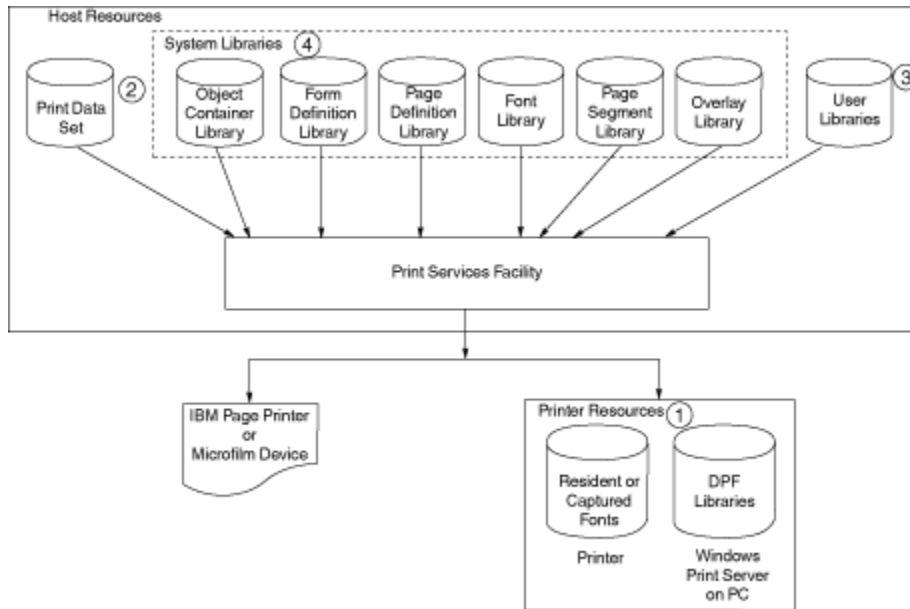 Host Resources
System Libraries
4
2
3
Print Data
Set
Object
Container
Library
Form
Definition
Library
Page
Definition
Library
Font
Library
Page
Segment
Library
Overlay
Library
User
Libraries
Print Services Facility
IBM Page Printer
or
Microfilm Device
Printer Resources
1
Resident or
Captured
Fonts
DPF
Libraries
Printer
Windows
Print Server
on PC